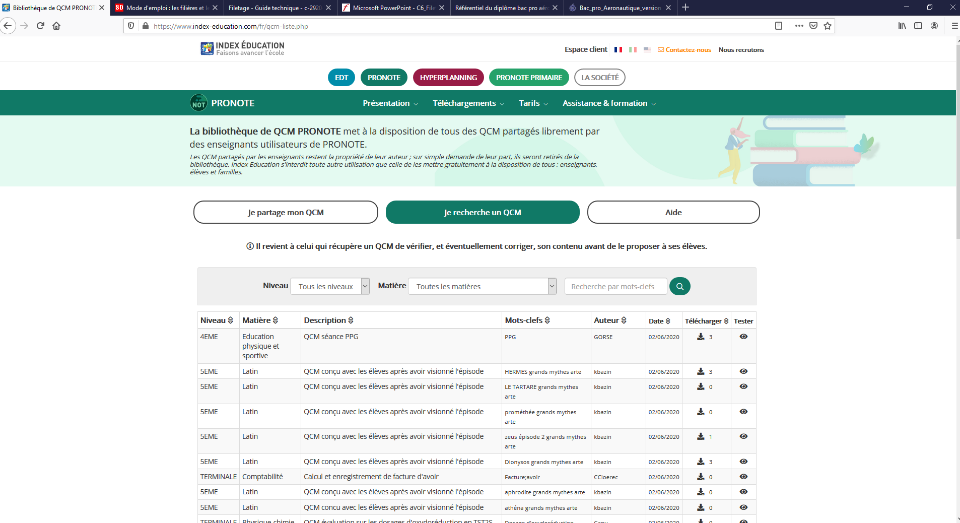 Bibliothèque de QCM PRONOTE
Mode d'emploi : les filières et l
Filetage - Guide technique - c-292
Microsoft PowerPoint - C6_File
Référentiel du diplôme bac pro aér
Bac_pro_Aeronautique_version
https://www.index-education.com/fr/qcm-liste.php
INDEX ÉDUCATION
Faisons avancer l'école
Espace client
Contactez nous
Nous recrutons
EDT
PRONOTE
HYPERPLANNING
PRONOTE PRIMAIRE
LA SOCIÉTÉ
NOT
PRONOTE
Présentation
Téléchargements
Tarifs
Assistance & formation
La bibliothèque de QCM PRONOTE met à la disposition de tous des QCM partagés librement par
des enseignants utilisateurs de PRONOTE.
Les QCM partagés par les enseignants restent la propriété de leur auteur ; sur simple demande de leur part, ils seront retirés de la
bibliothèque. Index Éducation s'interdit toute autre utilisation que celle de les mettre gratuitement à la disposition de tous : enseignants,
élèves et familles.
Je partage mon QCM
Je recherche un QCM
Aide
Il revient à celui qui récupère un QCM de vérifier, et éventuellement corriger, son contenu avant de le proposer à ses élèves.
Niveau Tous les niveaux Matière Toutes les matières Recherche par mots-clefs
Niveau Matière Description Mots-clefs Auteur Date Télécharger Tester
4EME Education physique et sportive QCM séance PPG PPG GORSE 02/06/2020 3
5EME Latin QCM conçu avec les élèves après avoir visionné l'épisode HERMES grands mythes arte kbazin 02/06/2020 3
5EME Latin QCM conçu avec les élèves après avoir visionné l'épisode LE TARTARE grands mythes arte kbazin 02/06/2020 0
5EME Latin QCM conçu avec les élèves après avoir visionné l'épisode prométhée grands mythes arte kbazin 02/06/2020 0
5EME Latin QCM conçu avec les élèves après avoir visionné l'épisode zeus épisode 2 grands mythes arte kbazin 02/06/2020 1
5EME Latin QCM conçu avec les élèves après avoir visionné l'épisode Dionysos grands mythes arte kbazin 02/06/2020 3
TERMINALE Comptabilité Calcul et enregistrement de facture d'avoir Facture;avoir CCloerec 02/06/2020 0
5EME Latin QCM conçu avec les élèves après avoir visionné l'épisode aphrodite grands mythes arte kbazin 02/06/2020 0
5EME Latin QCM conçu avec les élèves après avoir visionné l'épisode athéna grands mythes arte kbazin 02/06/2020 0
TERMINALE Physique-chimie QCM évaluation sur les dosages d'oxydoréduction en TST2S